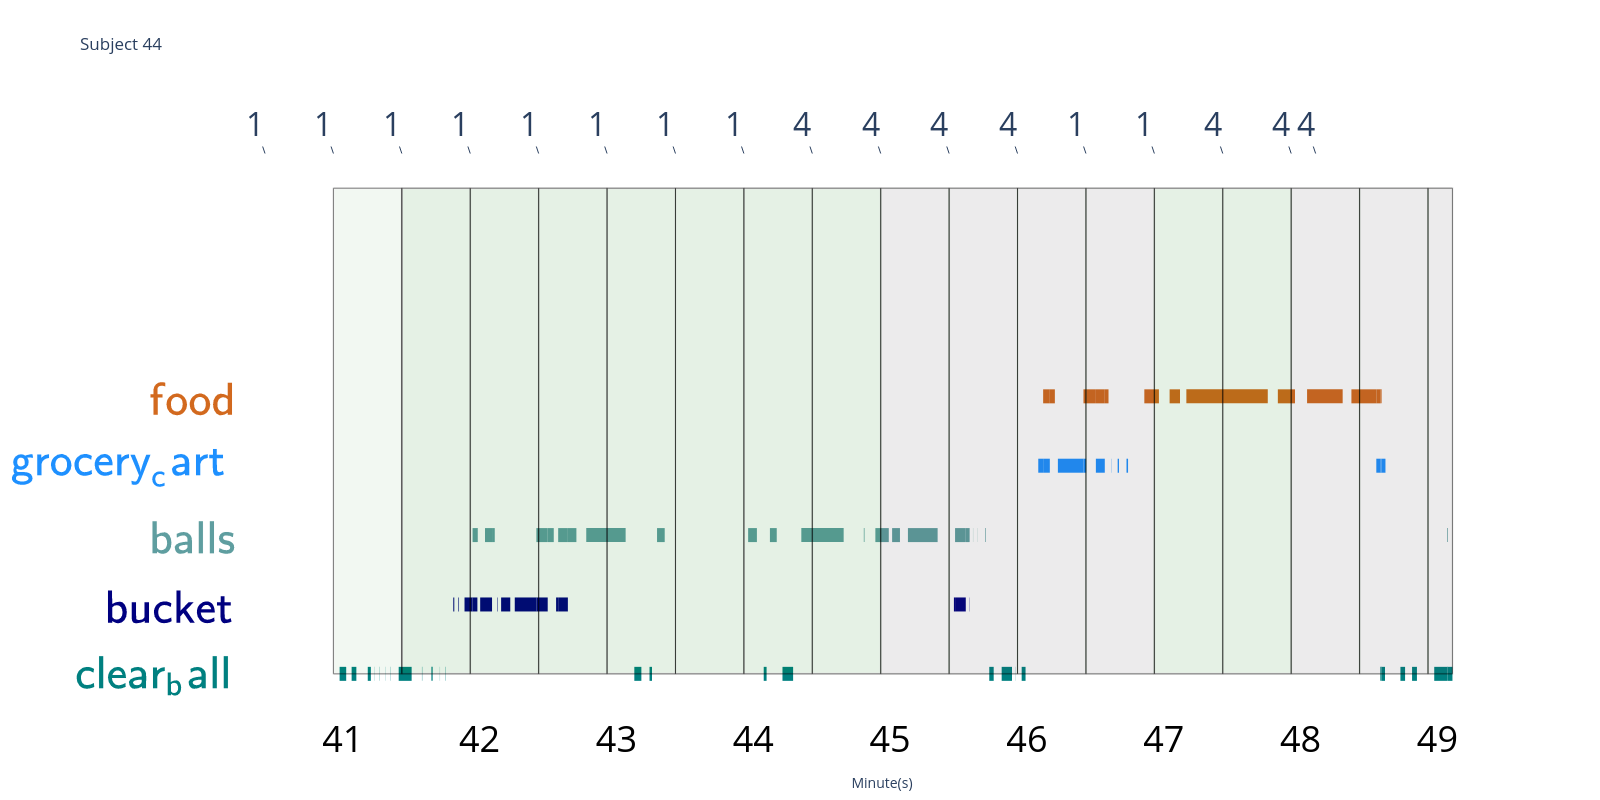 Subject 44
1 1 1 1 1 1 1 1 4 4 4 4 1 1 4 4 4
food
grocery_c art
balls
bucket
clear_b all
41 42 43 44 45 46 47 48 49
Minute(s)